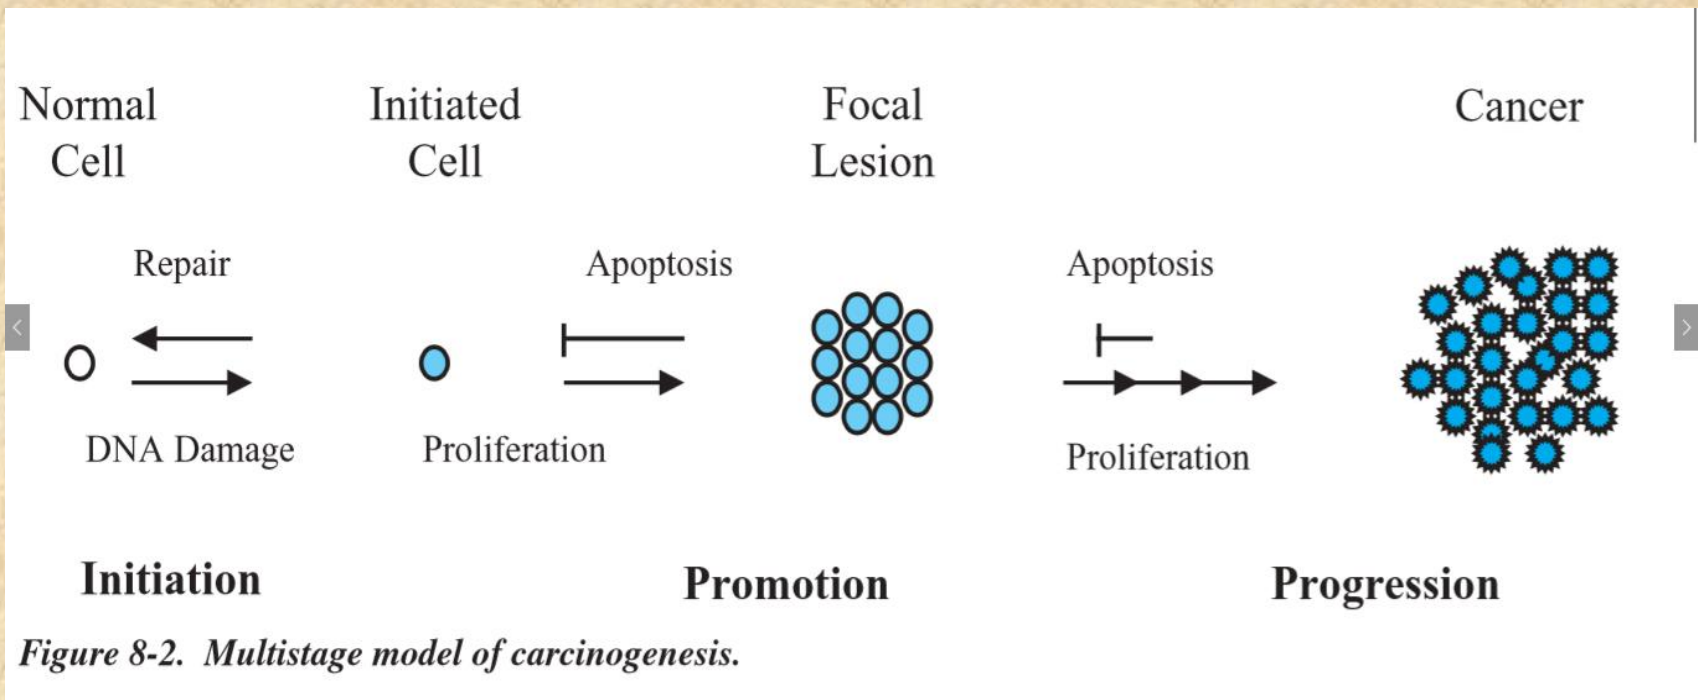 Normal
Cell
Initiated
Cell
Focal
Lesion
Cancer
Repair
Apoptosis
Apoptosis
DNA Damage
Proliferation
Proliferation
Initiation
Promotion
Progression
Figure 8-2. Multistage model of carcinogenesis.